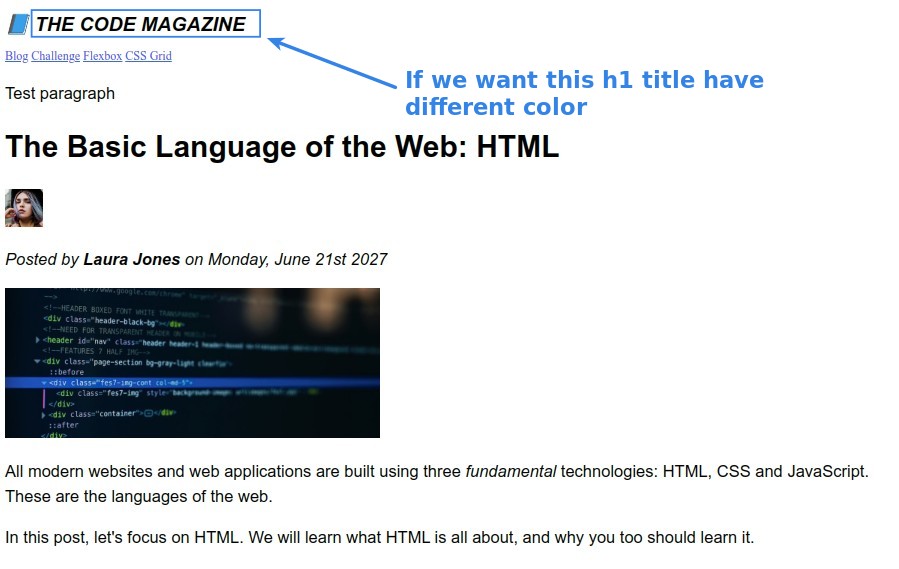 📘 THE CODE MAGAZINE
Blog Challenge Flexbox CSS Grid
If we want this h1 title have
different color
Test paragraph
The Basic Language of the Web: HTML
Posted by Laura Jones on Monday, June 21st 2027
-->
<!--HEADER BOXED FONT WHITE TRANSPARENT-->
<div class="header-black-bg"></div>
<!--NEED FOR TRANSPARENT HEADER ON MOBILE-->
<header id="nav" class="header header-1 header-boxed
<!--FEATURES 7 HALF IMG-->
<div class="page-section bg-gray-light clearfix">
::before
<div class="fes7-img-cont col-md-5">
<div class="fes7-img" style="background-image:
</div>
<div class="container">…</div>
::after
</div>
All modern websites and web applications are built using three fundamental technologies: HTML, CSS and JavaScript.
These are the languages of the web.
In this post, let's focus on HTML. We will learn what HTML is all about, and why you too should learn it.